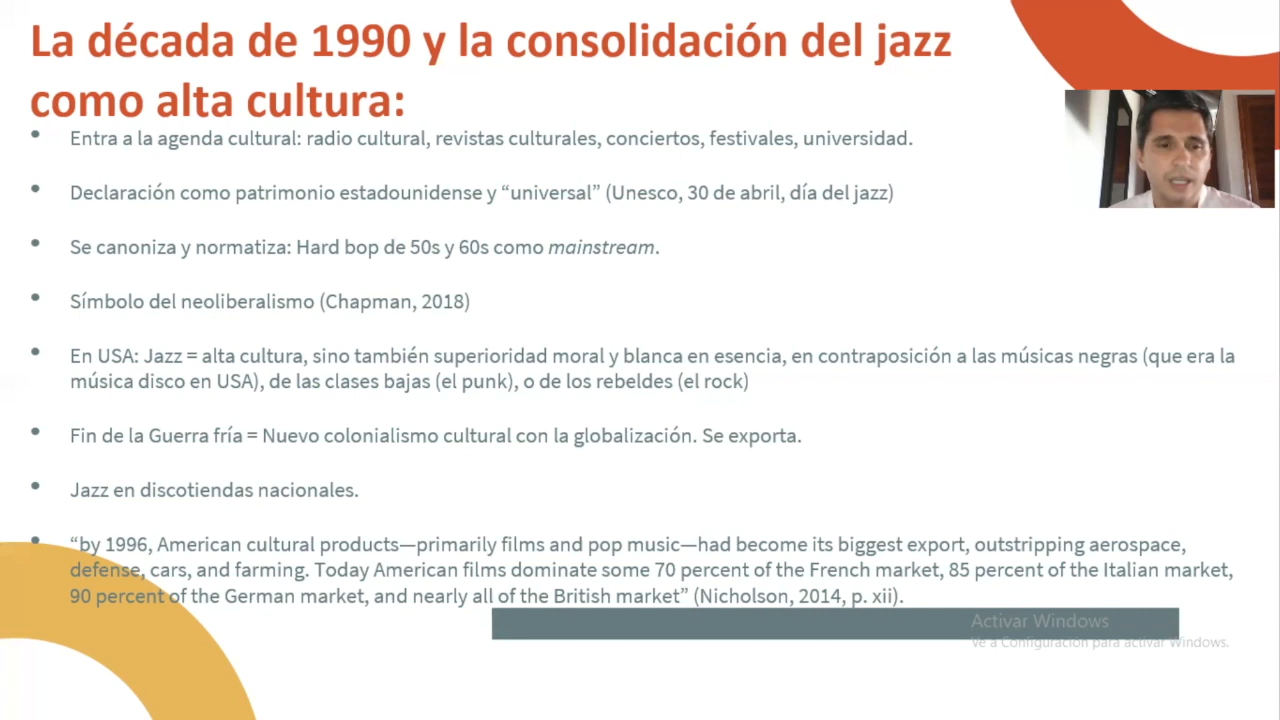 La década de 1990 y la consolidación del jazz
como alta cultura:
• Entra a la agenda cultural: radio cultural, revistas culturales, conciertos, festivales, universidad.
• Declaración como patrimonio estadounidense y “universal” (Unesco, 30 de abril, día del jazz)
• Se canoniza y normatiza: Hard bop de 50s y 60s como mainstream.
• Símbolo del neoliberalismo (Chapman, 2018)
• En USA: Jazz = alta cultura, sino también superioridad moral y blanca en esencia, en contraposición a las músicas negras (que era la
música disco en USA), de las clases bajas (el punk), o de los rebeldes (el rock)
• Fin de la Guerra fría = Nuevo colonialismo cultural con la globalización. Se exporta.
• Jazz en discotiendas nacionales.
• “by 1996, American cultural products—primarily films and pop music—had become its biggest export, outstripping aerospace,
defense, cars, and farming. Today American films dominate some 70 percent of the French market, 85 percent of the Italian market,
90 percent of the German market, and nearly all of the British market” (Nicholson, 2014, p. xii).
Activar Windows
Ve a Configuración para activar Windows.